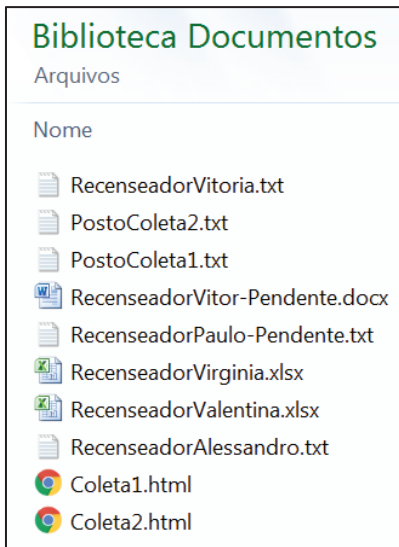 Biblioteca Documentos
Arquivos
Nome
RecenseadorVitoria.txt
PostoColeta2.txt
PostoColeta1.txt
RecenseadorVitor-Pendente.docx
RecenseadorPaulo-Pendente.txt
RecenseadorVirginia.xlsx
RecenseadorValentina.xlsx
RecenseadorAlessandro.txt
Coleta1.html
Coleta2.html